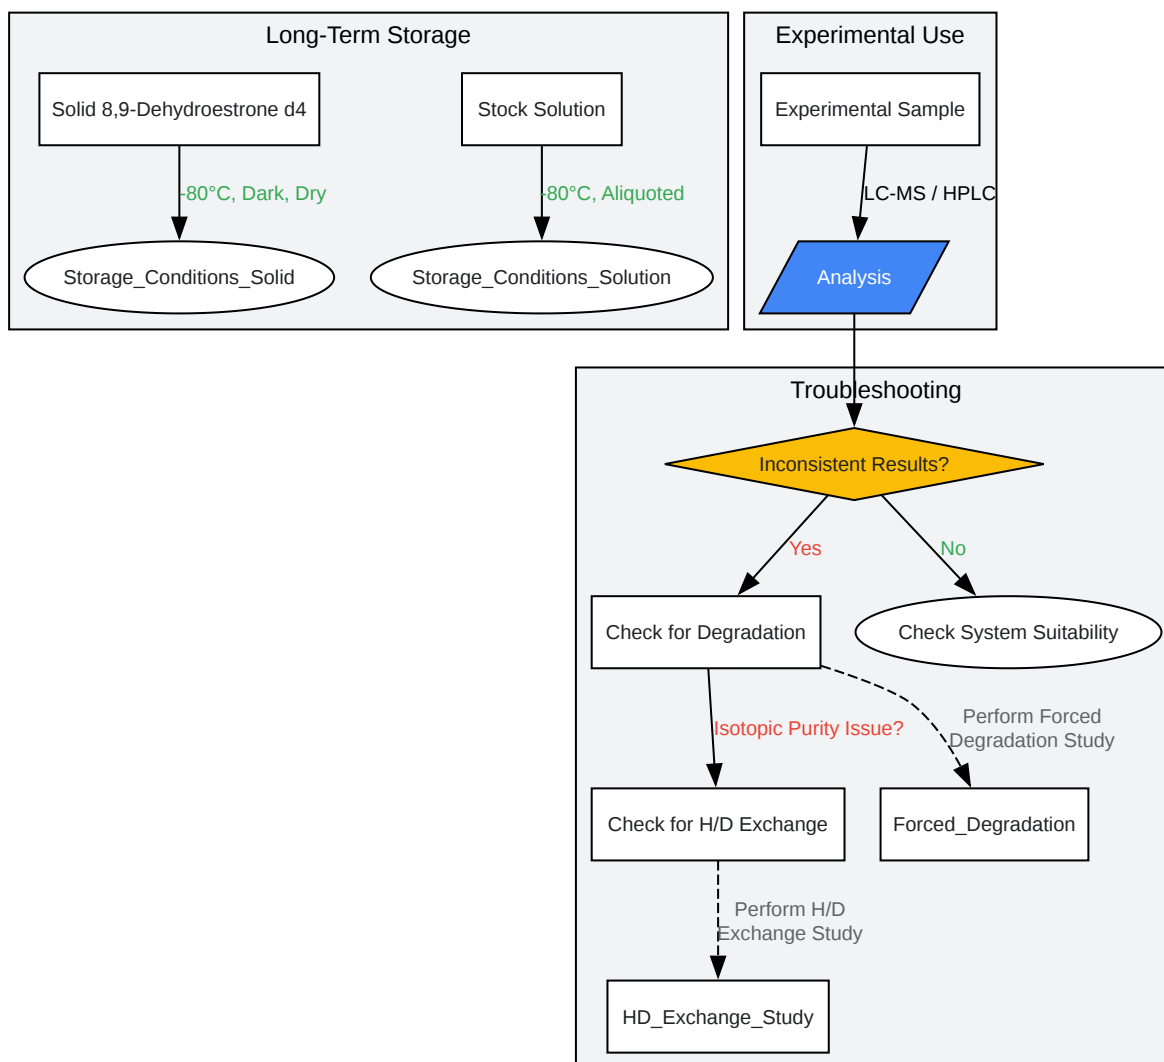 Long-Term Storage
Experimental Use
Solid 8,9-Dehydroestrone d4
Stock Solution
Experimental Sample
-80°C, Dark, Dry
-80°C, Aliquoted
LC-MS / HPLC
Storage_Conditions_Solid
Storage_Conditions_Solution
Analysis
Troubleshooting
Inconsistent Results?
Yes
No
Check for Degradation
Check System Suitability
Isotopic Purity Issue?
Perform Forced
Degradation Study
Check for H/D Exchange
Forced_Degradation
Perform H/D
Exchange Study
HD_Exchange_Study